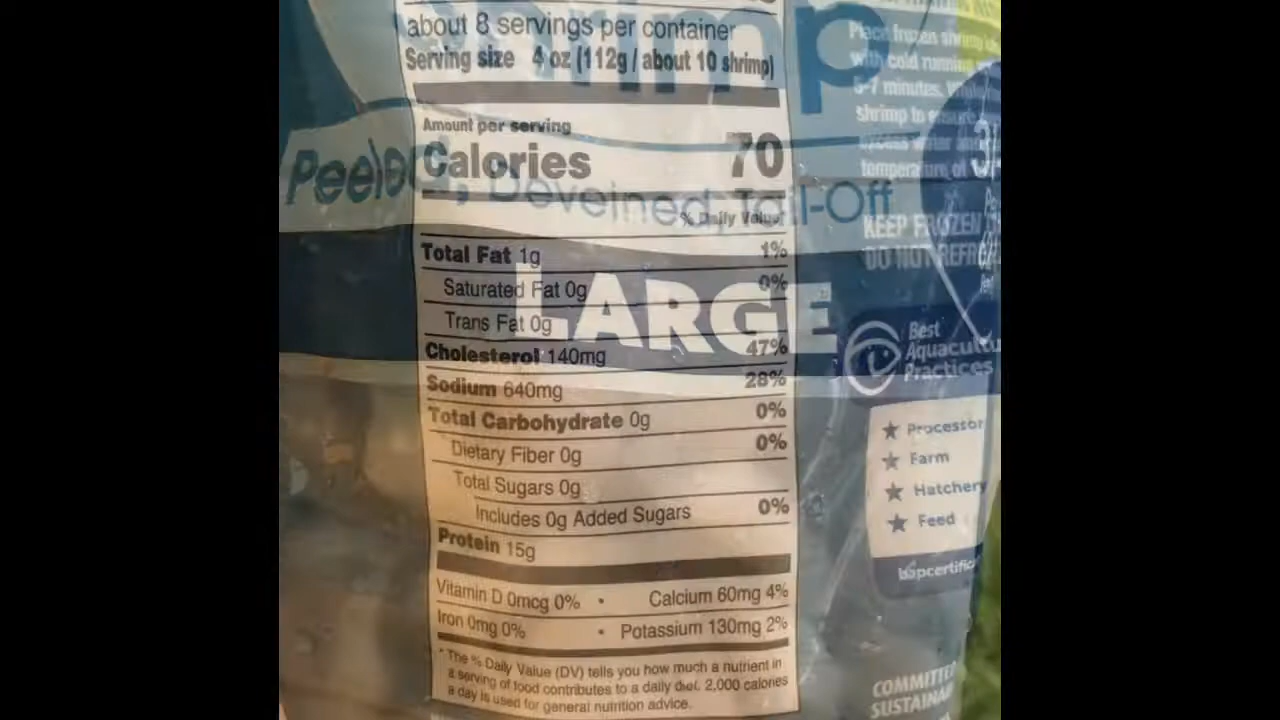 Shrimp
about 8 servings per container
Serving size 4 oz (112g / about 10 shrimp)
Amount per serving
Calories 70
% Daily Value*
Total Fat 1g 1%
Saturated Fat 0g 0%
Trans Fat 0g
Cholesterol 140mg 47%
Sodium 640mg 28%
Total Carbohydrate 0g 0%
Dietary Fiber 0g 0%
Total Sugars 0g
Includes 0g Added Sugars 0%
Protein 15g
Vitamin D 0mcg 0% • Calcium 60mg 4%
Iron 0mg 0% • Potassium 130mg 2%
* The % Daily Value (DV) tells you how much a nutrient in
a serving of food contributes to a daily diet. 2,000 calories
a day is used for general nutrition advice.
Peeled, Deveined, Tail-Off
LARGE
Place frozen shrimp
with cold running
5-7 minutes.
shrimp to
temperature of
KEEP FROZEN
DO NOT
Best
Practices
★ Processor
★ Farm
★ Hatchery
★ Feed